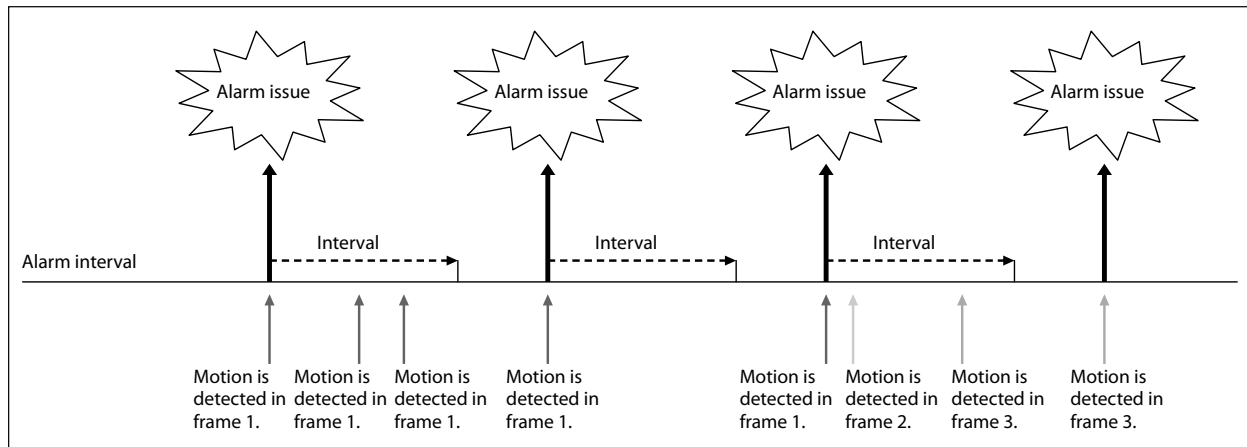 Alarm issue
Alarm issue
Alarm issue
Alarm issue
Interval
Interval
Interval
Alarm interval
Motion is
detected in
frame 1.
Motion is
detected in
frame 1.
Motion is
detected in
frame 1.
Motion is
detected in
frame 1.
Motion is
detected in
frame 1.
Motion is
detected in
frame 2.
Motion is
detected in
frame 3.
Motion is
detected in
frame 3.